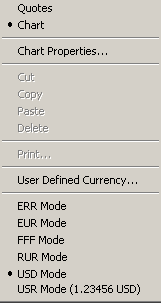 Quotes
Chart
Chart Properties...
Cut
Copy
Paste
Delete
Print...
User Defined Currency...
ERR Mode
EUR Mode
FFF Mode
RUR Mode
USD Mode
USR Mode (1.23456 USD)